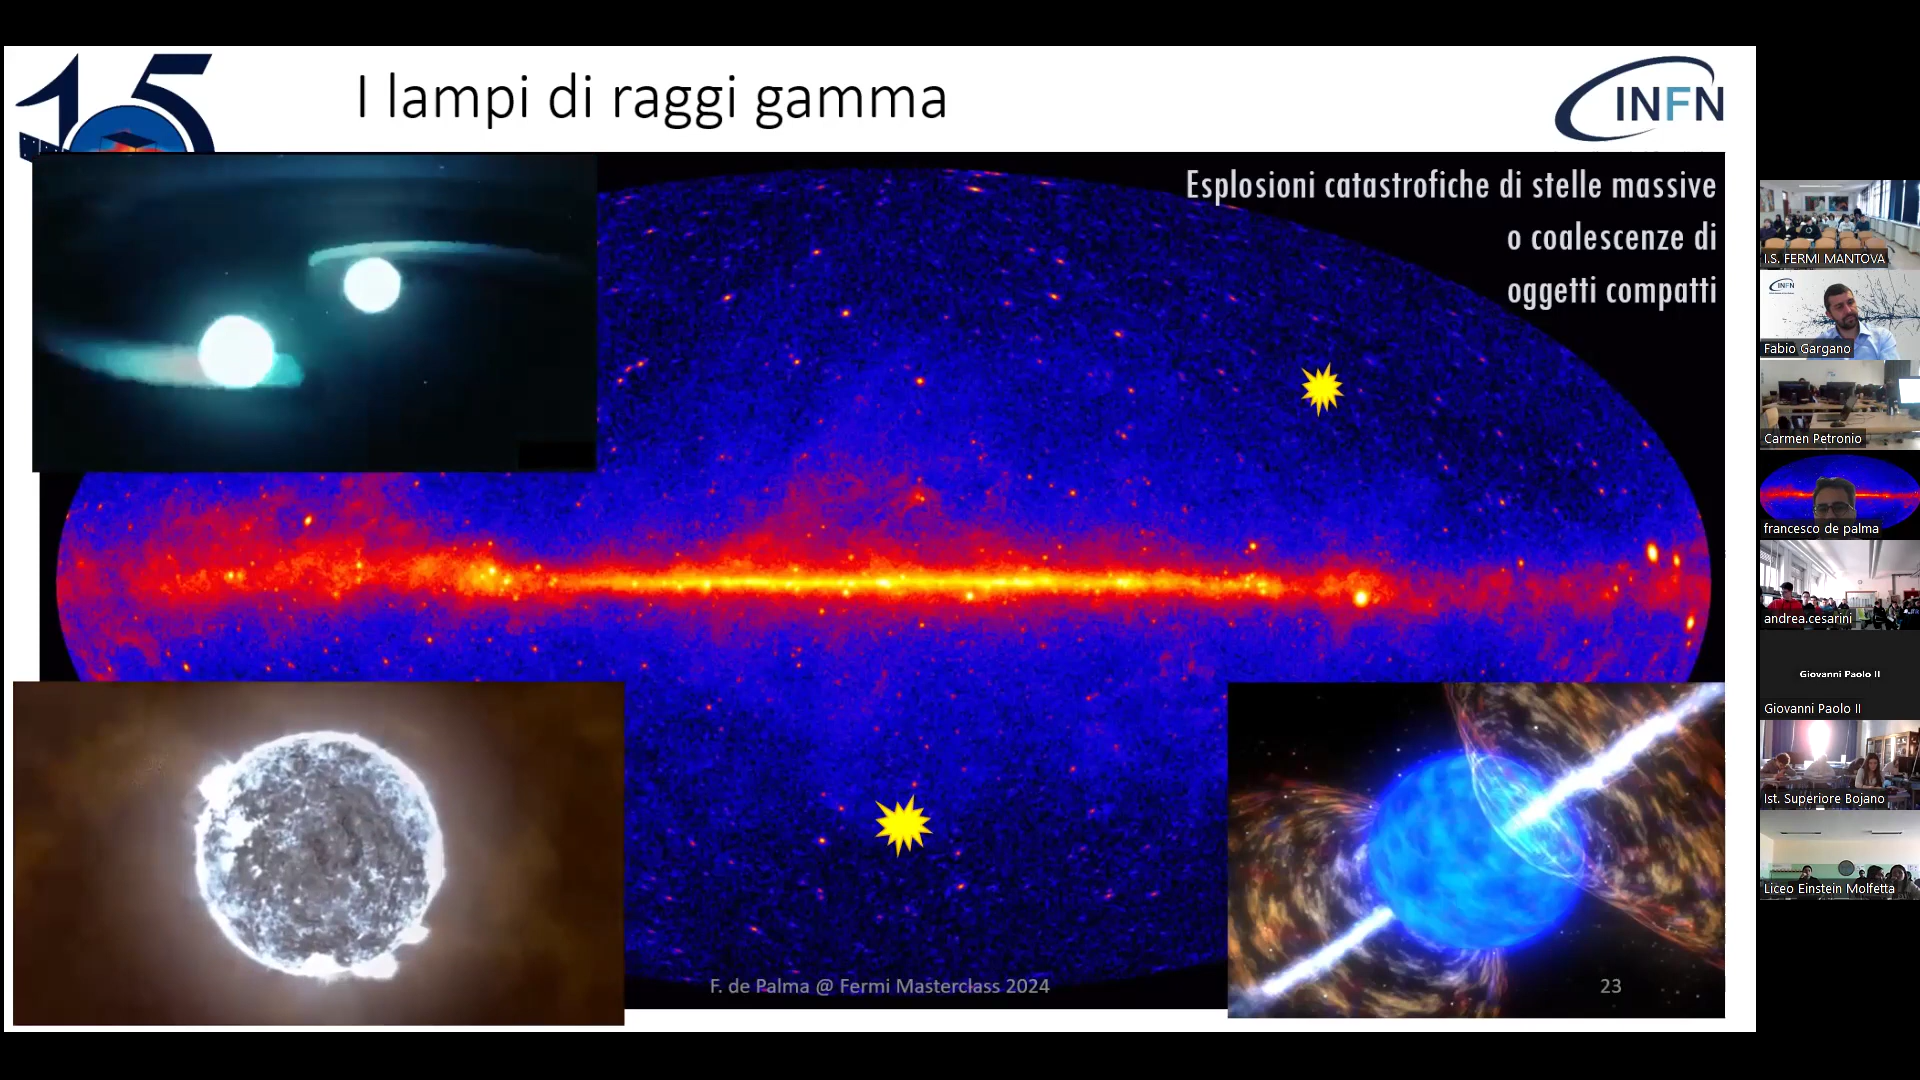 15
I lampi di raggi gamma
INFN
Esplosioni catastrofiche di stelle massive
o coalescenze di
oggetti compatti
F. de Palma @ Fermi Masterclass 2024
23
I.S. FERMI MANTOVA
INFN
Fabio Gargano
Carmen Petronio
francesco de palma
andrea.cesarini
Giovanni Paolo II
Giovanni Paolo II
Ist. Superiore Bojano
Liceo Einstein Molfetta